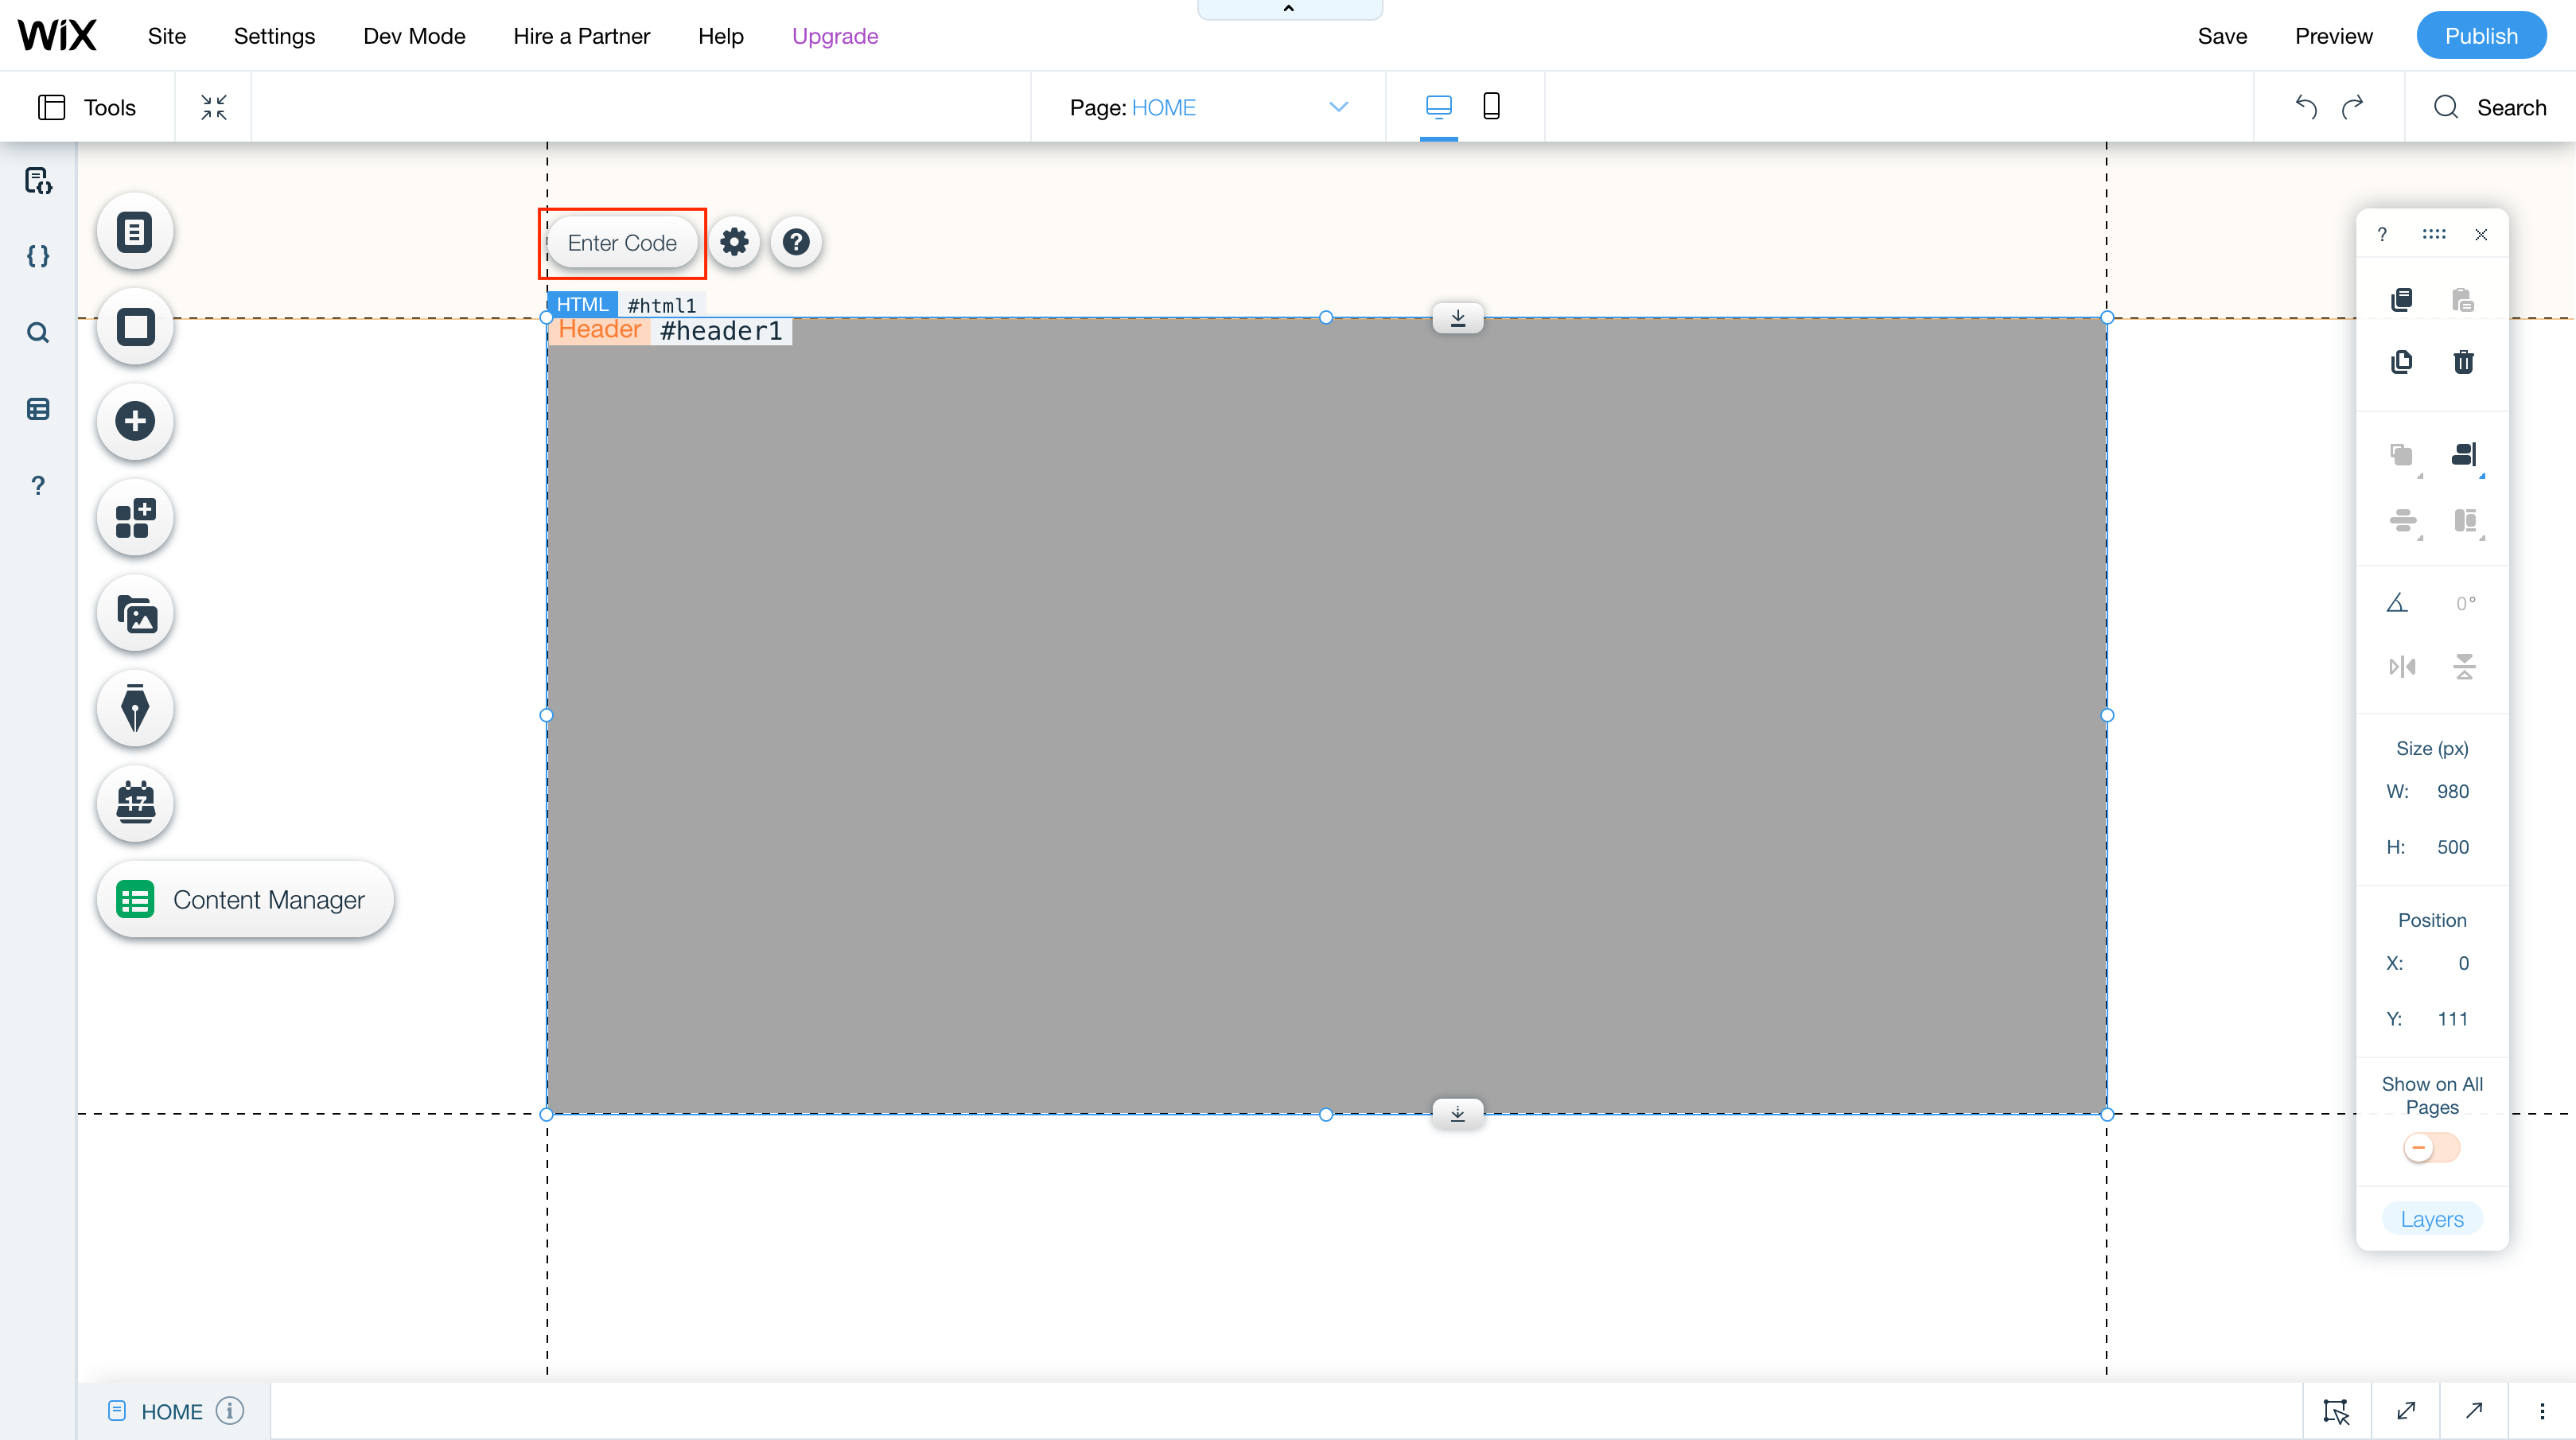 WiX Site Settings Dev Mode Hire a Partner Help Upgrade Save Preview Publish
Tools Page: HOME Search
Enter Code
HTML #html1
Header #header1
17
Content Manager
0°
Size (px)
W: 980
H: 500
Position
X: 0
Y: 111
Show on All
Pages
Layers
HOME